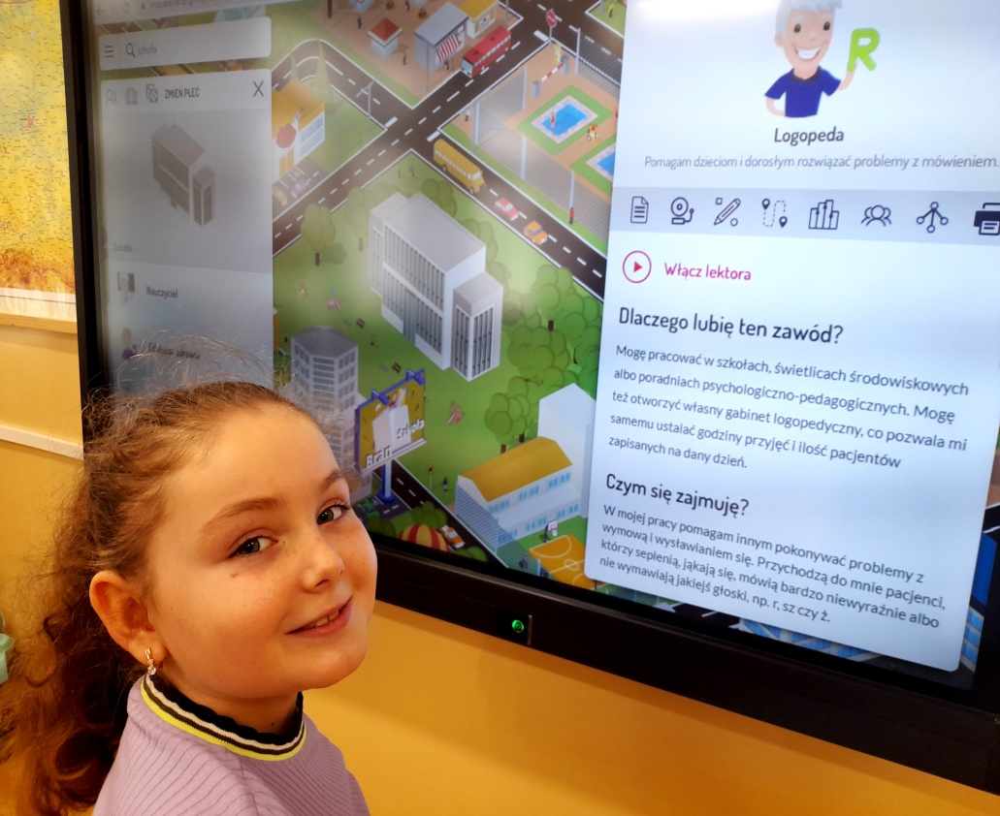 szkoła
ZMIEŃ PŁEĆ X
Szkoła
Nauczyciel
Szkoła
R
Logopeda
Pomagam dzieciom i dorosłym rozwiązać problemy z mówieniem.
Włącz lektora
Dlaczego lubię ten zawód?
Mogę pracować w szkołach, świetlicach środowiskowych
albo poradniach psychologiczno-pedagogicznych. Mogę
też otworzyć własny gabinet logopedyczny, co pozwala mi
samemu ustalać godziny przyjęć i ilość pacjentów
zapisanych na dany dzień.
Czym się zajmuję?
W mojej pracy pomagam innym pokonywać problemy z
wymową i wysławianiem się. Przychodzą do mnie pacjenci,
którzy seplenią, jąkają się, mówią bardzo niewyraźnie albo
nie wymawiają jakiejś głoski, np. r, sz czy ż.